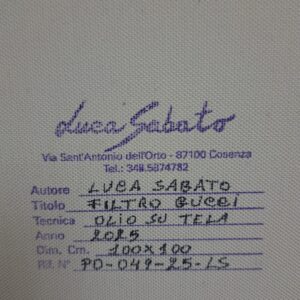 Luca Sabato
Via Sant'Antonio dell'Orto - 87100 Cosenza
Tel.: 349.5874782
Autore LUCA SABATO
Titolo FILTRO GUCCI
Tecnica OLIO SU TELA
Anno 2025
Dim. Cm. 100X100
Rif. N° PD-049-25-LS